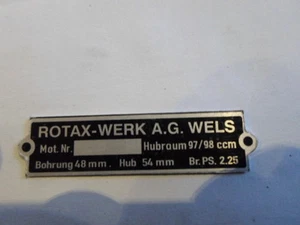 ROTAX-WERK A.G. WELS
Mot. Nr. Hubraum 97/98 ccm
Bohrung 48 mm. Hub 54 mm Br. PS. 2.25